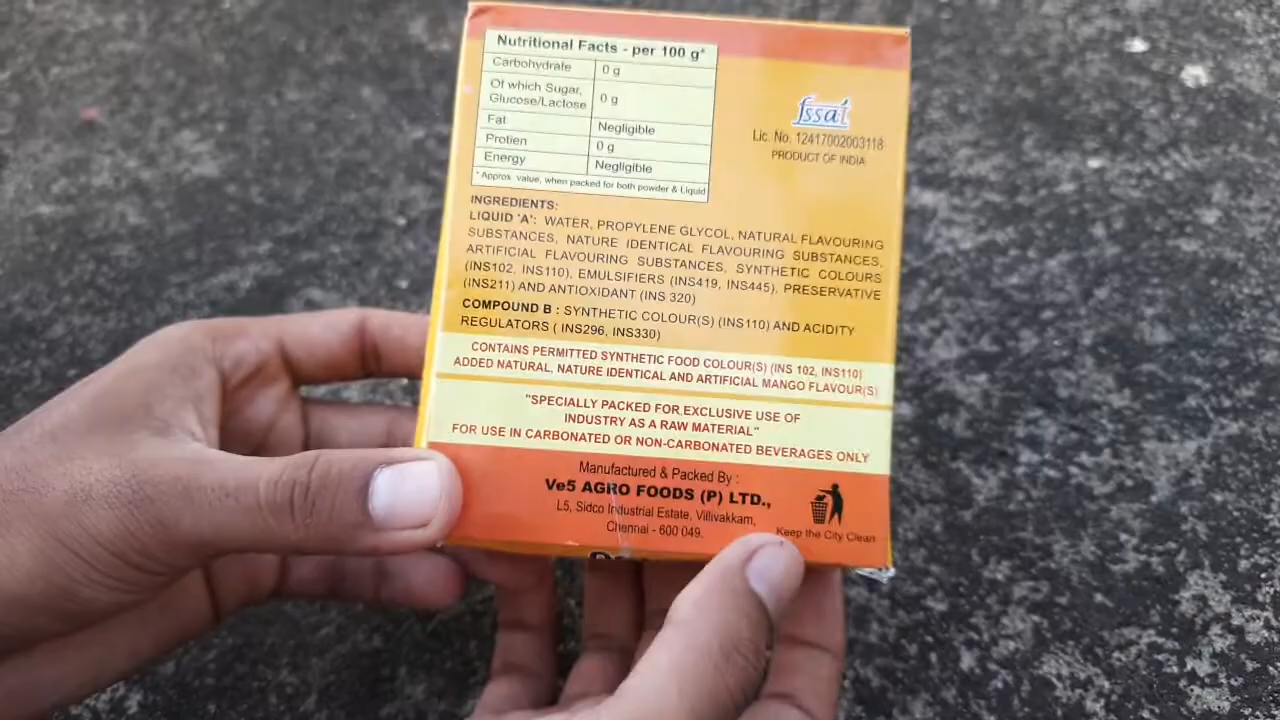 Nutritional Facts - per 100 g*
Carbohydrate 0 g
Of which Sugar,
Glucose/Lactose 0 g
Fat Negligible
Protien 0 g
Energy Negligible
* Approx. value, when packed for both powder & Liquid
fssai
Lic. No. 12417002003118
PRODUCT OF INDIA
INGREDIENTS:
LIQUID 'A': WATER, PROPYLENE GLYCOL, NATURAL FLAVOURING
SUBSTANCES, NATURE IDENTICAL FLAVOURING SUBSTANCES,
ARTIFICIAL FLAVOURING SUBSTANCES, SYNTHETIC COLOURS
(INS102, INS110), EMULSIFIERS (INS419, INS445), PRESERVATIVE
(INS211) AND ANTIOXIDANT (INS 320)
COMPOUND B : SYNTHETIC COLOUR(S) (INS110) AND ACIDITY
REGULATORS ( INS296, INS330)
CONTAINS PERMITTED SYNTHETIC FOOD COLOUR(S) (INS 102, INS110)
ADDED NATURAL, NATURE IDENTICAL AND ARTIFICIAL MANGO FLAVOUR(S)
"SPECIALLY PACKED FOR EXCLUSIVE USE OF
INDUSTRY AS A RAW MATERIAL"
FOR USE IN CARBONATED OR NON-CARBONATED BEVERAGES ONLY
Manufactured & Packed By :
Ve5 AGRO FOODS (P) LTD.,
L5, Sidco Industrial Estate, Villivakkam,
Chennai - 600 049.
Keep the City Clean